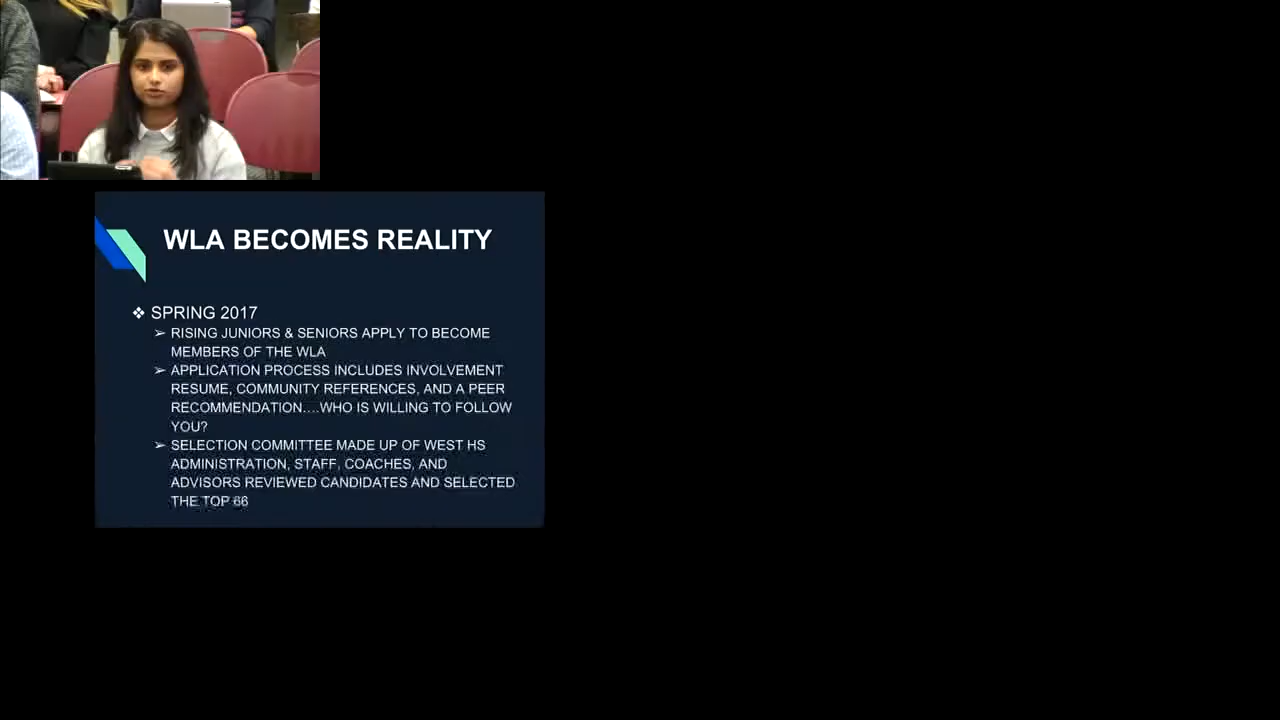 WLA BECOMES REALITY
❖ SPRING 2017
➢ RISING JUNIORS & SENIORS APPLY TO BECOME
MEMBERS OF THE WLA
➢ APPLICATION PROCESS INCLUDES INVOLVEMENT
RESUME, COMMUNITY REFERENCES, AND A PEER
RECOMMENDATION....WHO IS WILLING TO FOLLOW
YOU?
➢ SELECTION COMMITTEE MADE UP OF WEST HS
ADMINISTRATION, STAFF, COACHES, AND
ADVISORS REVIEWED CANDIDATES AND SELECTED
THE TOP 66